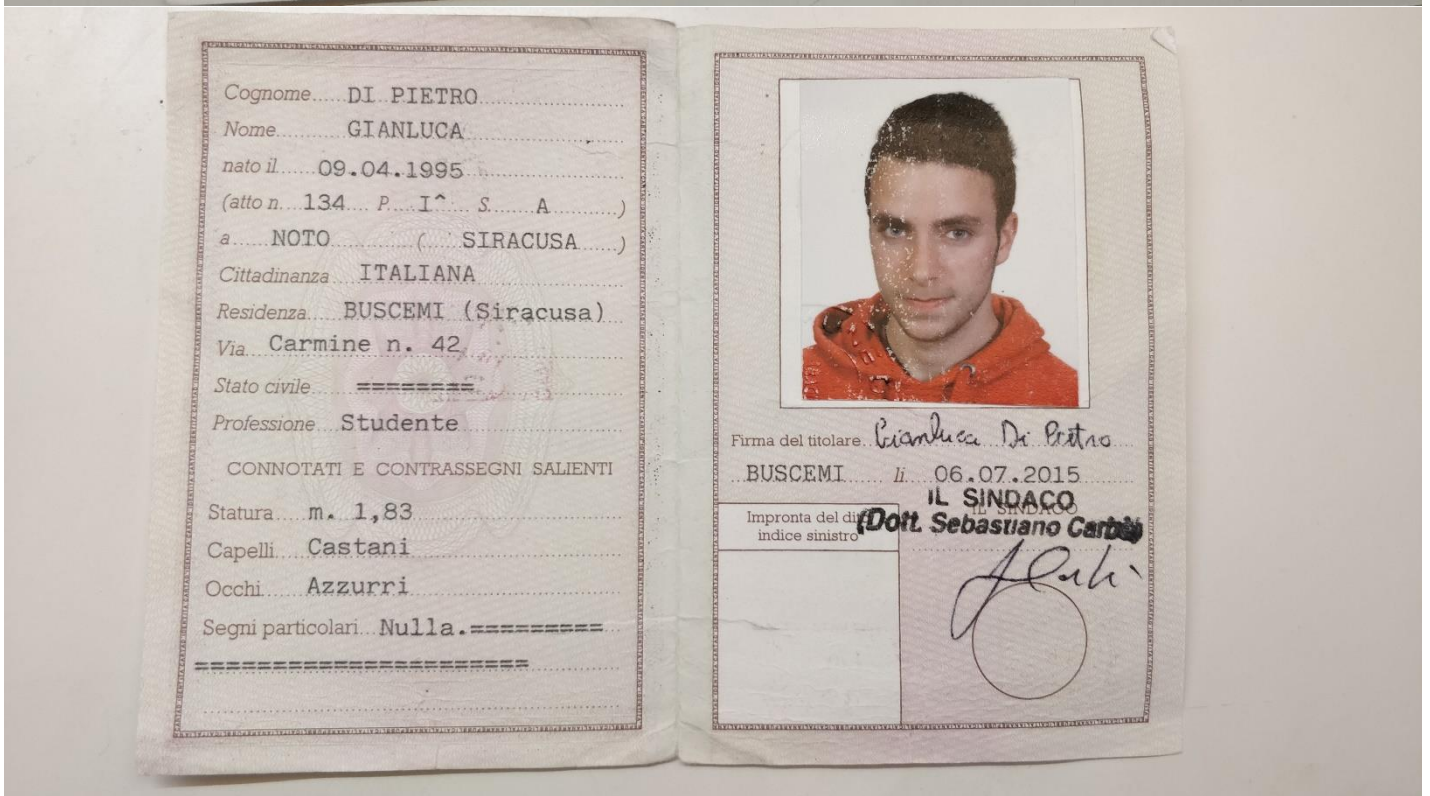 Cognome DI PIETRO
Nome GIANLUCA
nato il 09.04.1995
(atto n. 134 P. I^ S. A )
a NOTO ( SIRACUSA )
Cittadinanza ITALIANA
Residenza BUSCEMI (Siracusa)
Via Carmine n. 42
Stato civile ========
Professione Studente
CONNOTATI E CONTRASSEGNI SALIENTI
Statura m. 1,83
Capelli Castani
Occhi Azzurri
Segni particolari Nulla.=========
======================
Firma del titolare Gianluca Di Pietro
BUSCEMI li 06.07.2015
IL SINDACO
IL SINDACO
Impronta del
indice sinistro
(Dott. Sebastiano